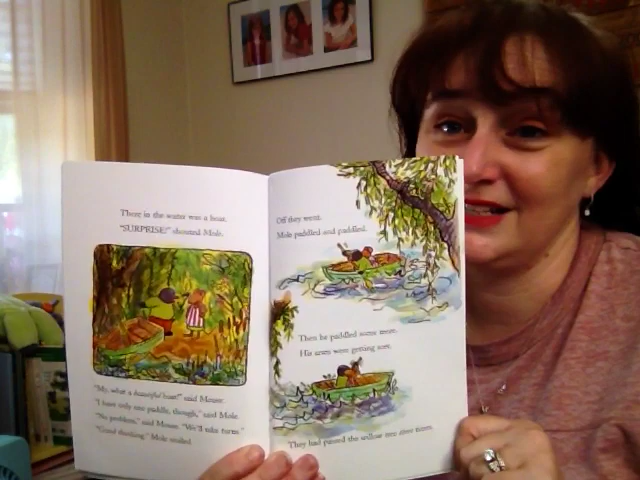 There in the water was a boat.
"SURPRISE!" shouted Mole.
"My, what a beautiful boat!" said Mouse.
"I have only one paddle, though," said Mole.
"No problem," said Mouse. "We'll take turns."
"Good thinking," Mole smiled.
Off they went.
Mole paddled and paddled.
Then he paddled some more.
His arms were getting sore.
They had passed the willow tree three times.